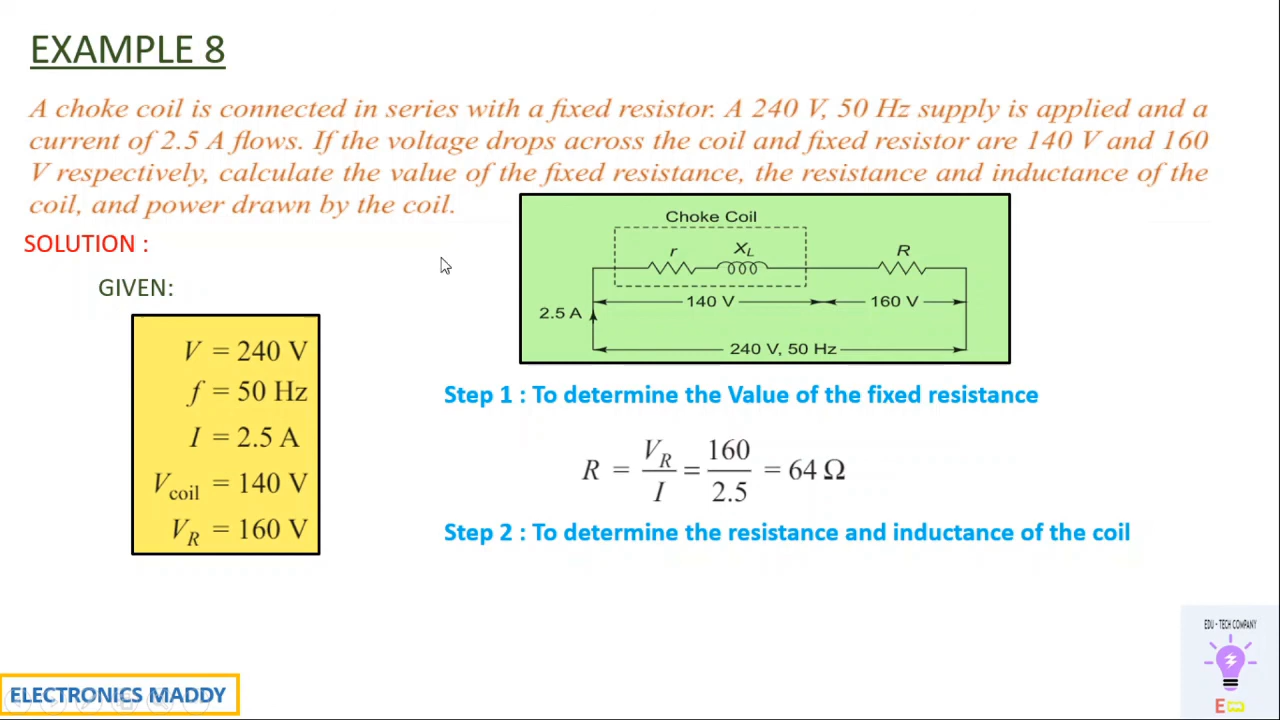 EXAMPLE 8
A choke coil is connected in series with a fixed resistor. A 240 V, 50 Hz supply is applied and a
current of 2.5 A flows. If the voltage drops across the coil and fixed resistor are 140 V and 160
V respectively, calculate the value of the fixed resistance, the resistance and inductance of the
coil, and power drawn by the coil.
SOLUTION :
GIVEN:
V = 240 V
f = 50 Hz
I = 2.5 A
V_coil = 140 V
V_R = 160 V
Choke Coil
r X_L R
140 V 160 V
2.5 A
240 V, 50 Hz
Step 1 : To determine the Value of the fixed resistance
R = V_R / I = 160 / 2.5 = 64 Ω
Step 2 : To determine the resistance and inductance of the coil
EDU - TECH COMPANY
E
ELECTRONICS MADDY